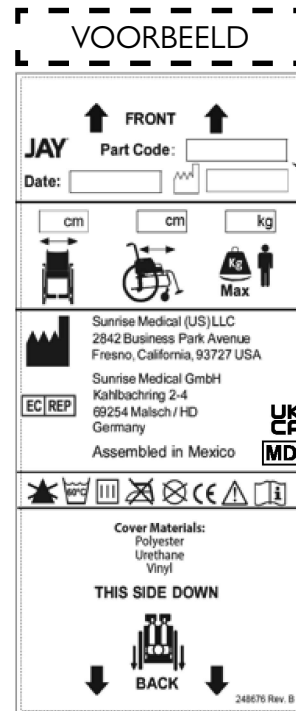 VOORBEELD
FRONT
JAY Part Code:
Date:
cm cm kg
Kg
Max
Sunrise Medical (US)LLC
2842 Business Park Avenue
Fresno, California, 93727 USA
Sunrise Medical GmbH
Kahlbachring 2-4
EC REP 69254 Malsch / HD
Germany
UK
CA
Assembled in Mexico MD
60°C CE i
Cover Materials:
Polyester
Urethane
Vinyl
THIS SIDE DOWN
BACK
248676 Rev. B